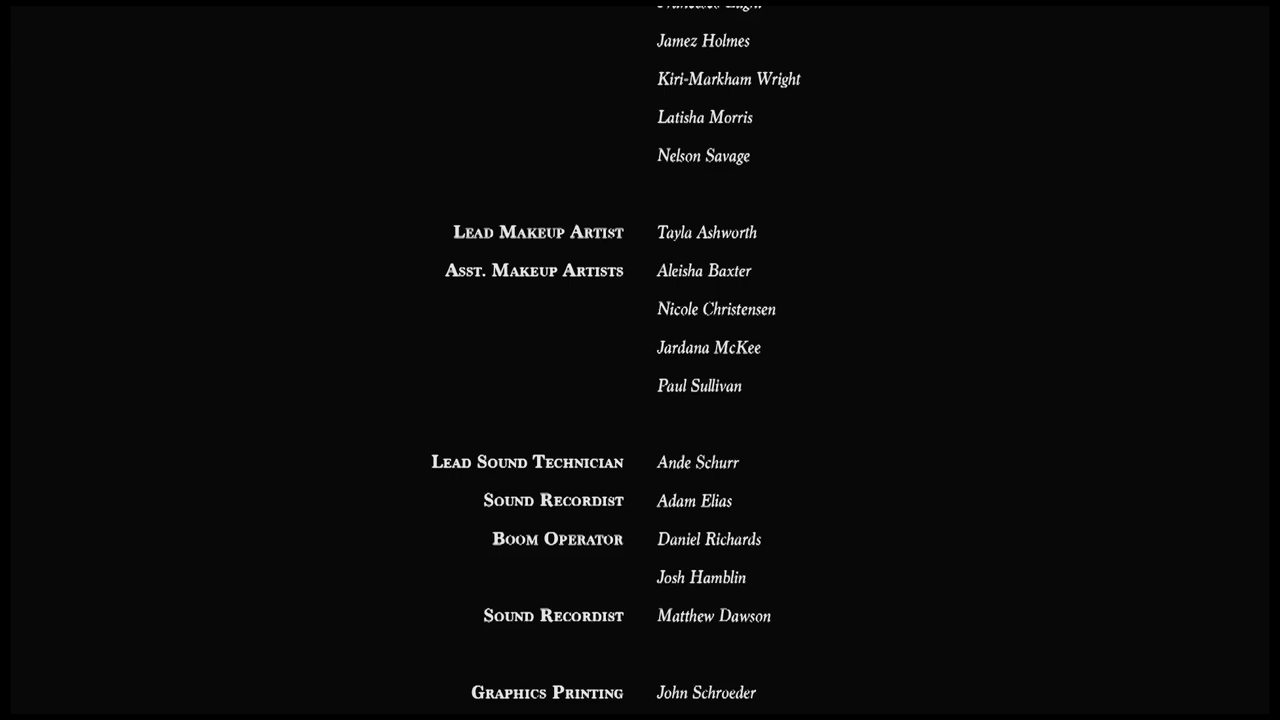 Jamez Holmes
Kiri-Markham Wright
Latisha Morris
Nelson Savage
Lead Makeup Artist Tayla Ashworth
Asst. Makeup Artists Aleisha Baxter
Nicole Christensen
Jardana McKee
Paul Sullivan
Lead Sound Technician Ande Schurr
Sound Recordist Adam Elias
Boom Operator Daniel Richards
Josh Hamblin
Sound Recordist Matthew Dawson
Graphics Printing John Schroeder